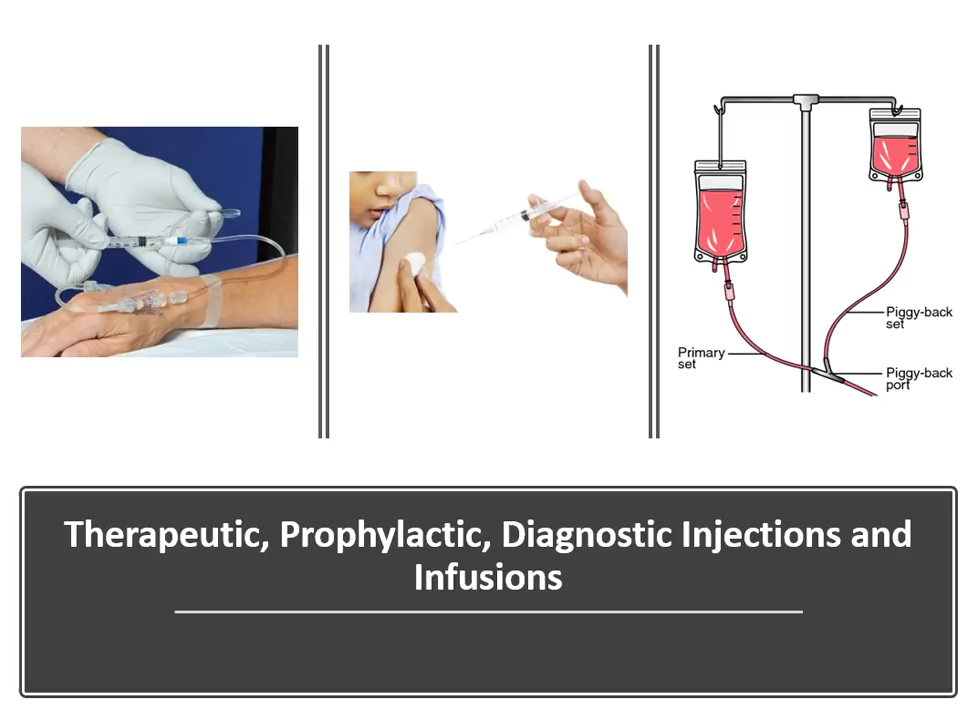 Piggy-back
set
Primary
set
Piggy-back
port
Therapeutic, Prophylactic, Diagnostic Injections and
Infusions